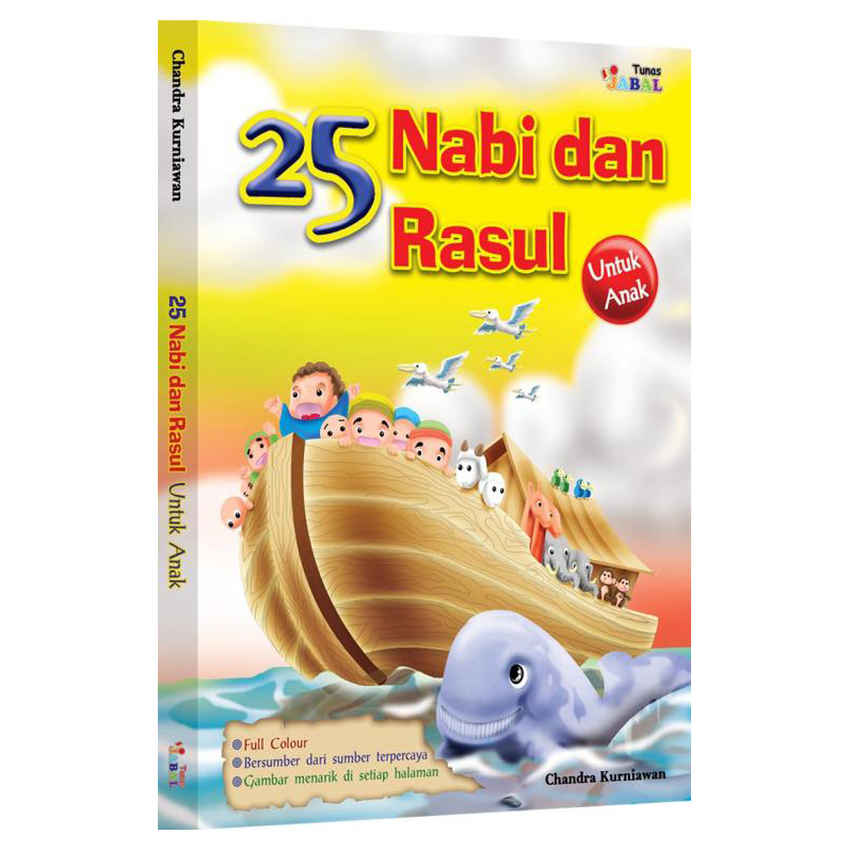 Chandra Kurniawan
25 Nabi dan Rasul Untuk Anak
Tunas
JABAL
Tunas
JABAL
25 Nabi dan
Rasul
Untuk
Anak
Full Colour
Bersumber dari sumber terpercaya
Gambar menarik di setiap halaman
Chandra Kurniawan